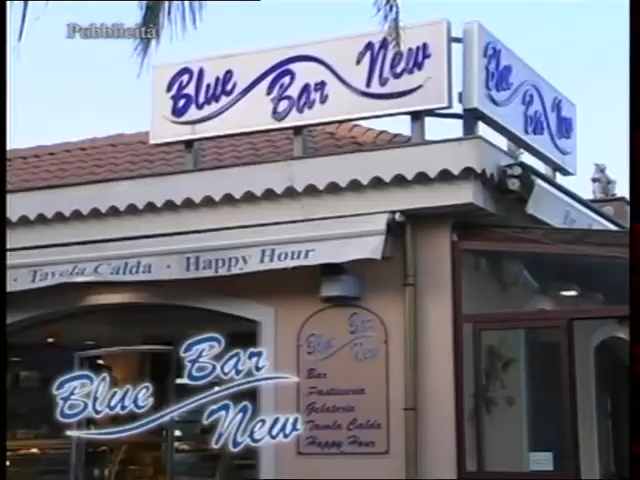 Pubblicità
Blue Bar New
Blue Bar New
Tavola Calda · Happy Hour
Blue Bar New
Bar
Pasticceria
Gelateria
Tavola Calda
Happy Hour
Blue Bar New